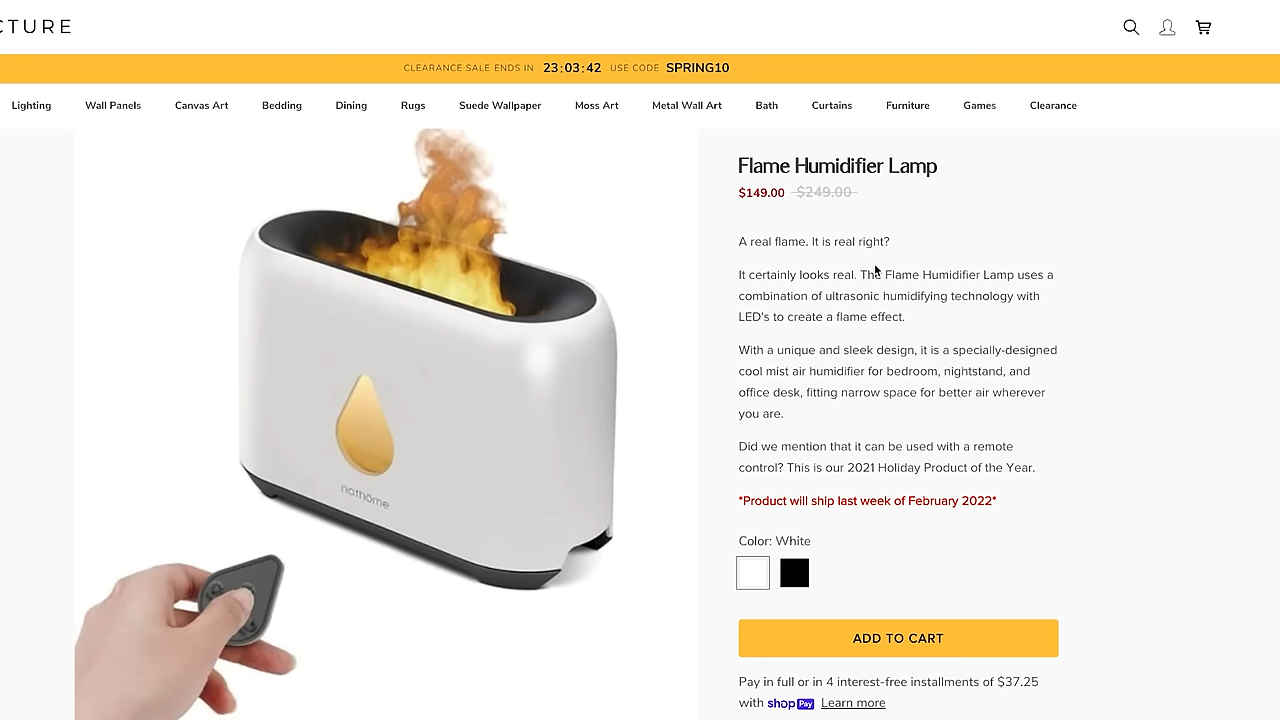 CTURE
CLEARANCE SALE ENDS IN 23:03:42 USE CODE SPRING10
Lighting Wall Panels Canvas Art Bedding Dining Rugs Suede Wallpaper Moss Art Metal Wall Art Bath Curtains Furniture Games Clearance
Flame Humidifier Lamp
$149.00 $249.00
A real flame. It is real right?
It certainly looks real. The Flame Humidifier Lamp uses a
combination of ultrasonic humidifying technology with
LED's to create a flame effect.
With a unique and sleek design, it is a specially-designed
cool mist air humidifier for bedroom, nightstand, and
office desk, fitting narrow space for better air wherever
you are.
Did we mention that it can be used with a remote
control? This is our 2021 Holiday Product of the Year.
*Product will ship last week of February 2022*
Color: White
ADD TO CART
Pay in full or in 4 interest-free installments of $37.25
with shop Pay Learn more
nathome